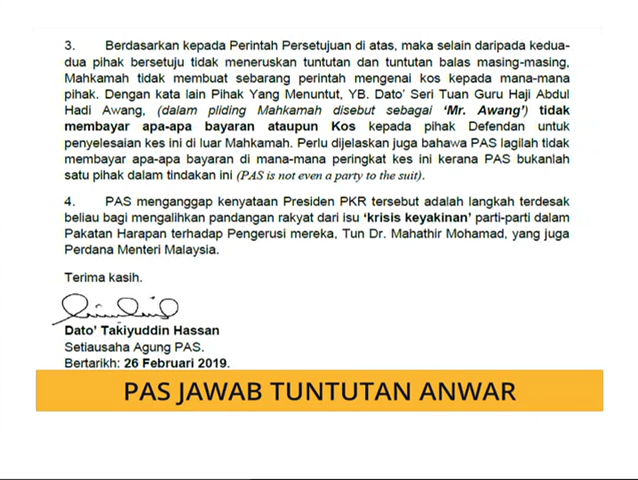 3. Berdasarkan kepada Perintah Persetujuan di atas, maka selain daripada kedua-
dua pihak bersetuju tidak meneruskan tuntutan dan tuntutan balas masing-masing,
Mahkamah tidak membuat sebarang perintah mengenai kos kepada mana-mana
pihak. Dengan kata lain Pihak Yang Menuntut, YB. Dato' Seri Tuan Guru Haji Abdul
Hadi Awang, (dalam pliding Mahkamah disebut sebagai 'Mr. Awang') tidak
membayar apa-apa bayaran ataupun Kos kepada pihak Defendan untuk
penyelesaian kes ini di luar Mahkamah. Perlu dijelaskan juga bahawa PAS lagilah tidak
membayar apa-apa bayaran di mana-mana peringkat kes ini kerana PAS bukanlah
satu pihak dalam tindakan ini (PAS is not even a party to the suit).
4. PAS menganggap kenyataan Presiden PKR tersebut adalah langkah terdesak
beliau bagi mengalihkan pandangan rakyat dari isu 'krisis keyakinan' parti-parti dalam
Pakatan Harapan terhadap Pengerusi mereka, Tun Dr. Mahathir Mohamad, yang juga
Perdana Menteri Malaysia.
Terima kasih.
Dato' Takiyuddin Hassan
Setiausaha Agung PAS.
Bertarikh: 26 Februari 2019.
PAS JAWAB TUNTUTAN ANWAR